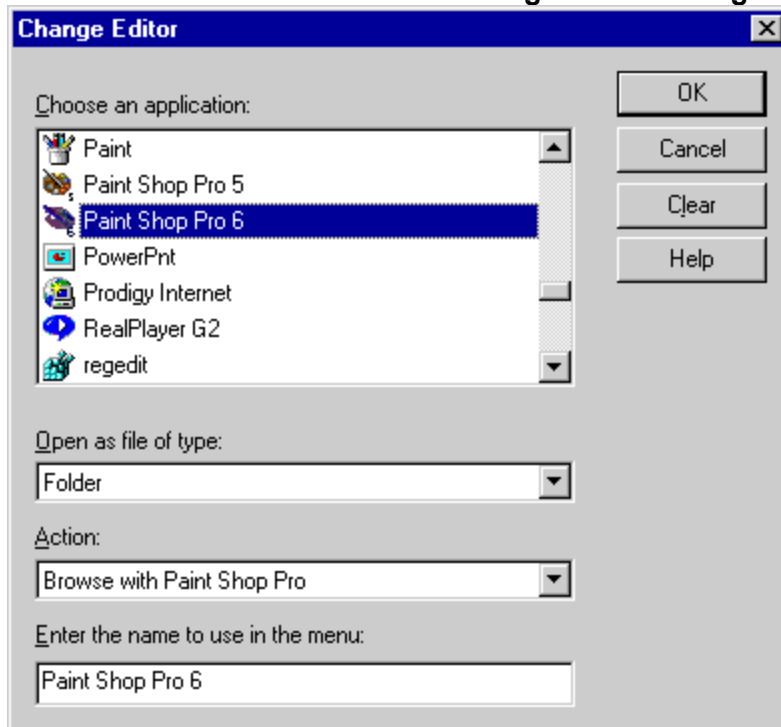 Change Editor
Choose an application:
Paint
Paint Shop Pro 5
Paint Shop Pro 6
PowerPnt
Prodigy Internet
RealPlayer G2
regedit
OK
Cancel
Clear
Help
Open as file of type:
Folder
Action:
Browse with Paint Shop Pro
Enter the name to use in the menu:
Paint Shop Pro 6